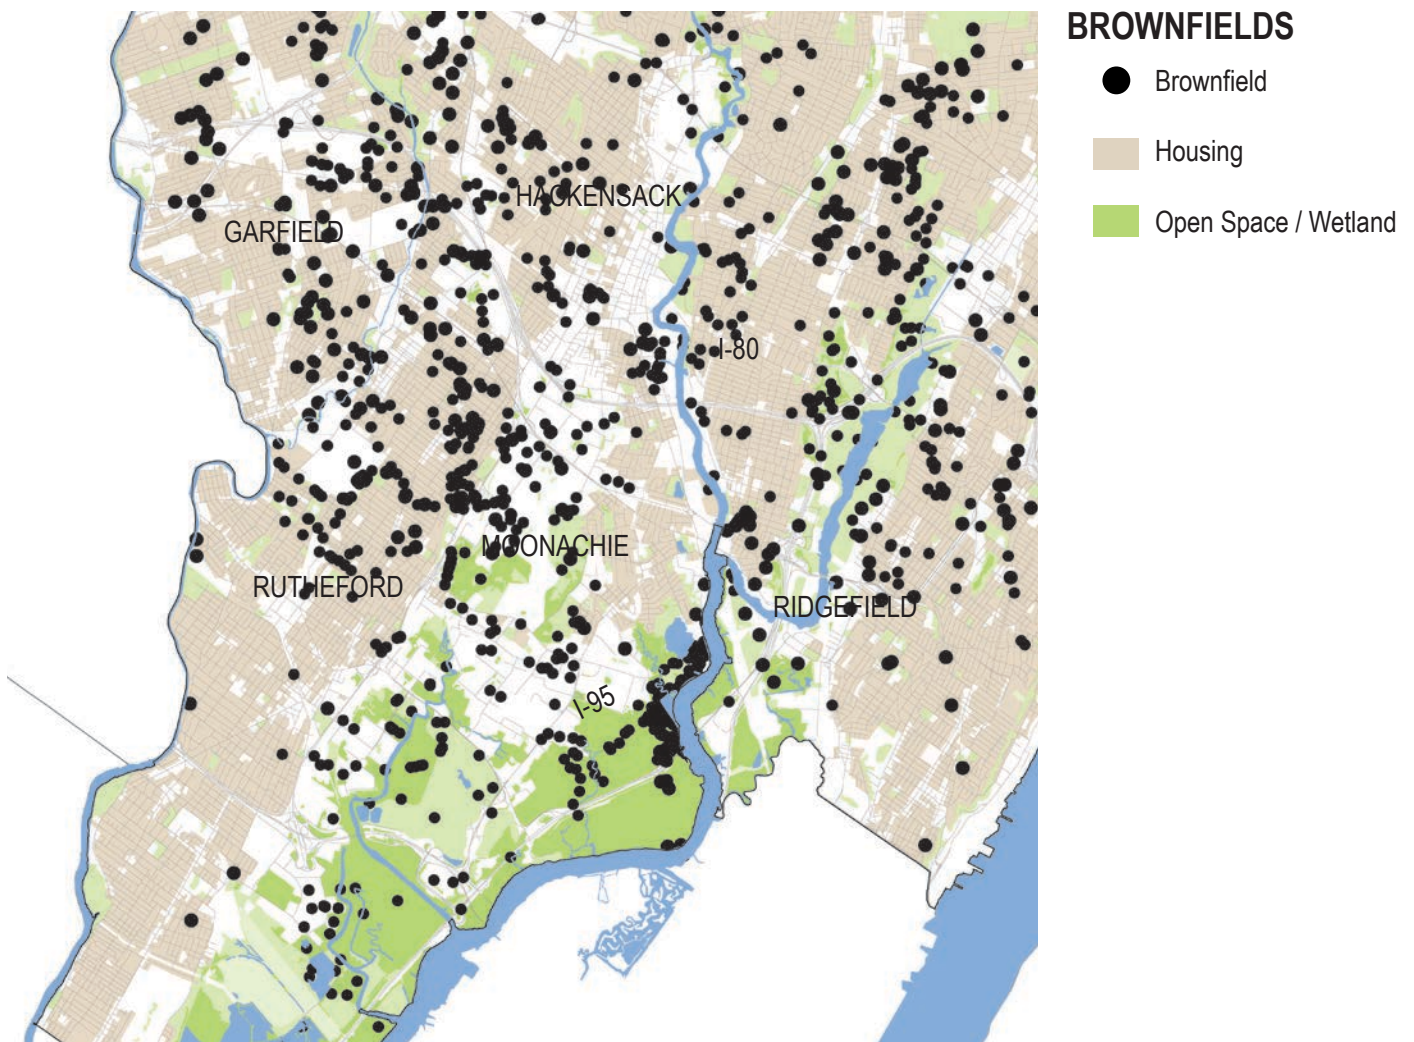 BROWNFIELDS
Brownfield
Housing
Open Space / Wetland
HACKENSACK
GARFIELD
I-80
MOONACHIE
RUTHEFORD
RIDGEFIELD
I-95